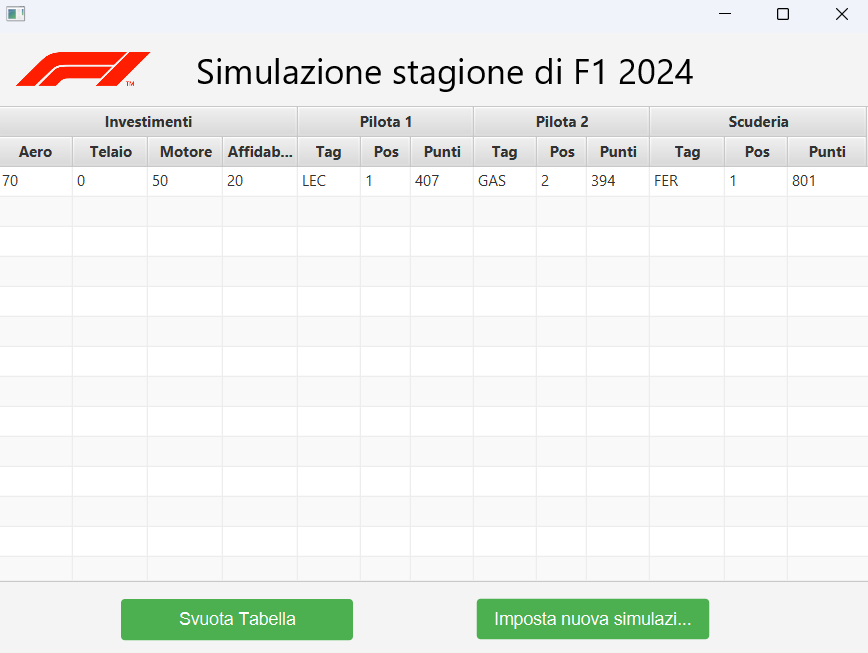 F1 TM
Simulazione stagione di F1 2024
Investimenti Pilota 1 Pilota 2 Scuderia
Aero Telaio Motore Affidab... Tag Pos Punti Tag Pos Punti Tag Pos Punti
70 0 50 20 LEC 1 407 GAS 2 394 FER 1 801
Svuota Tabella Imposta nuova simulazi...